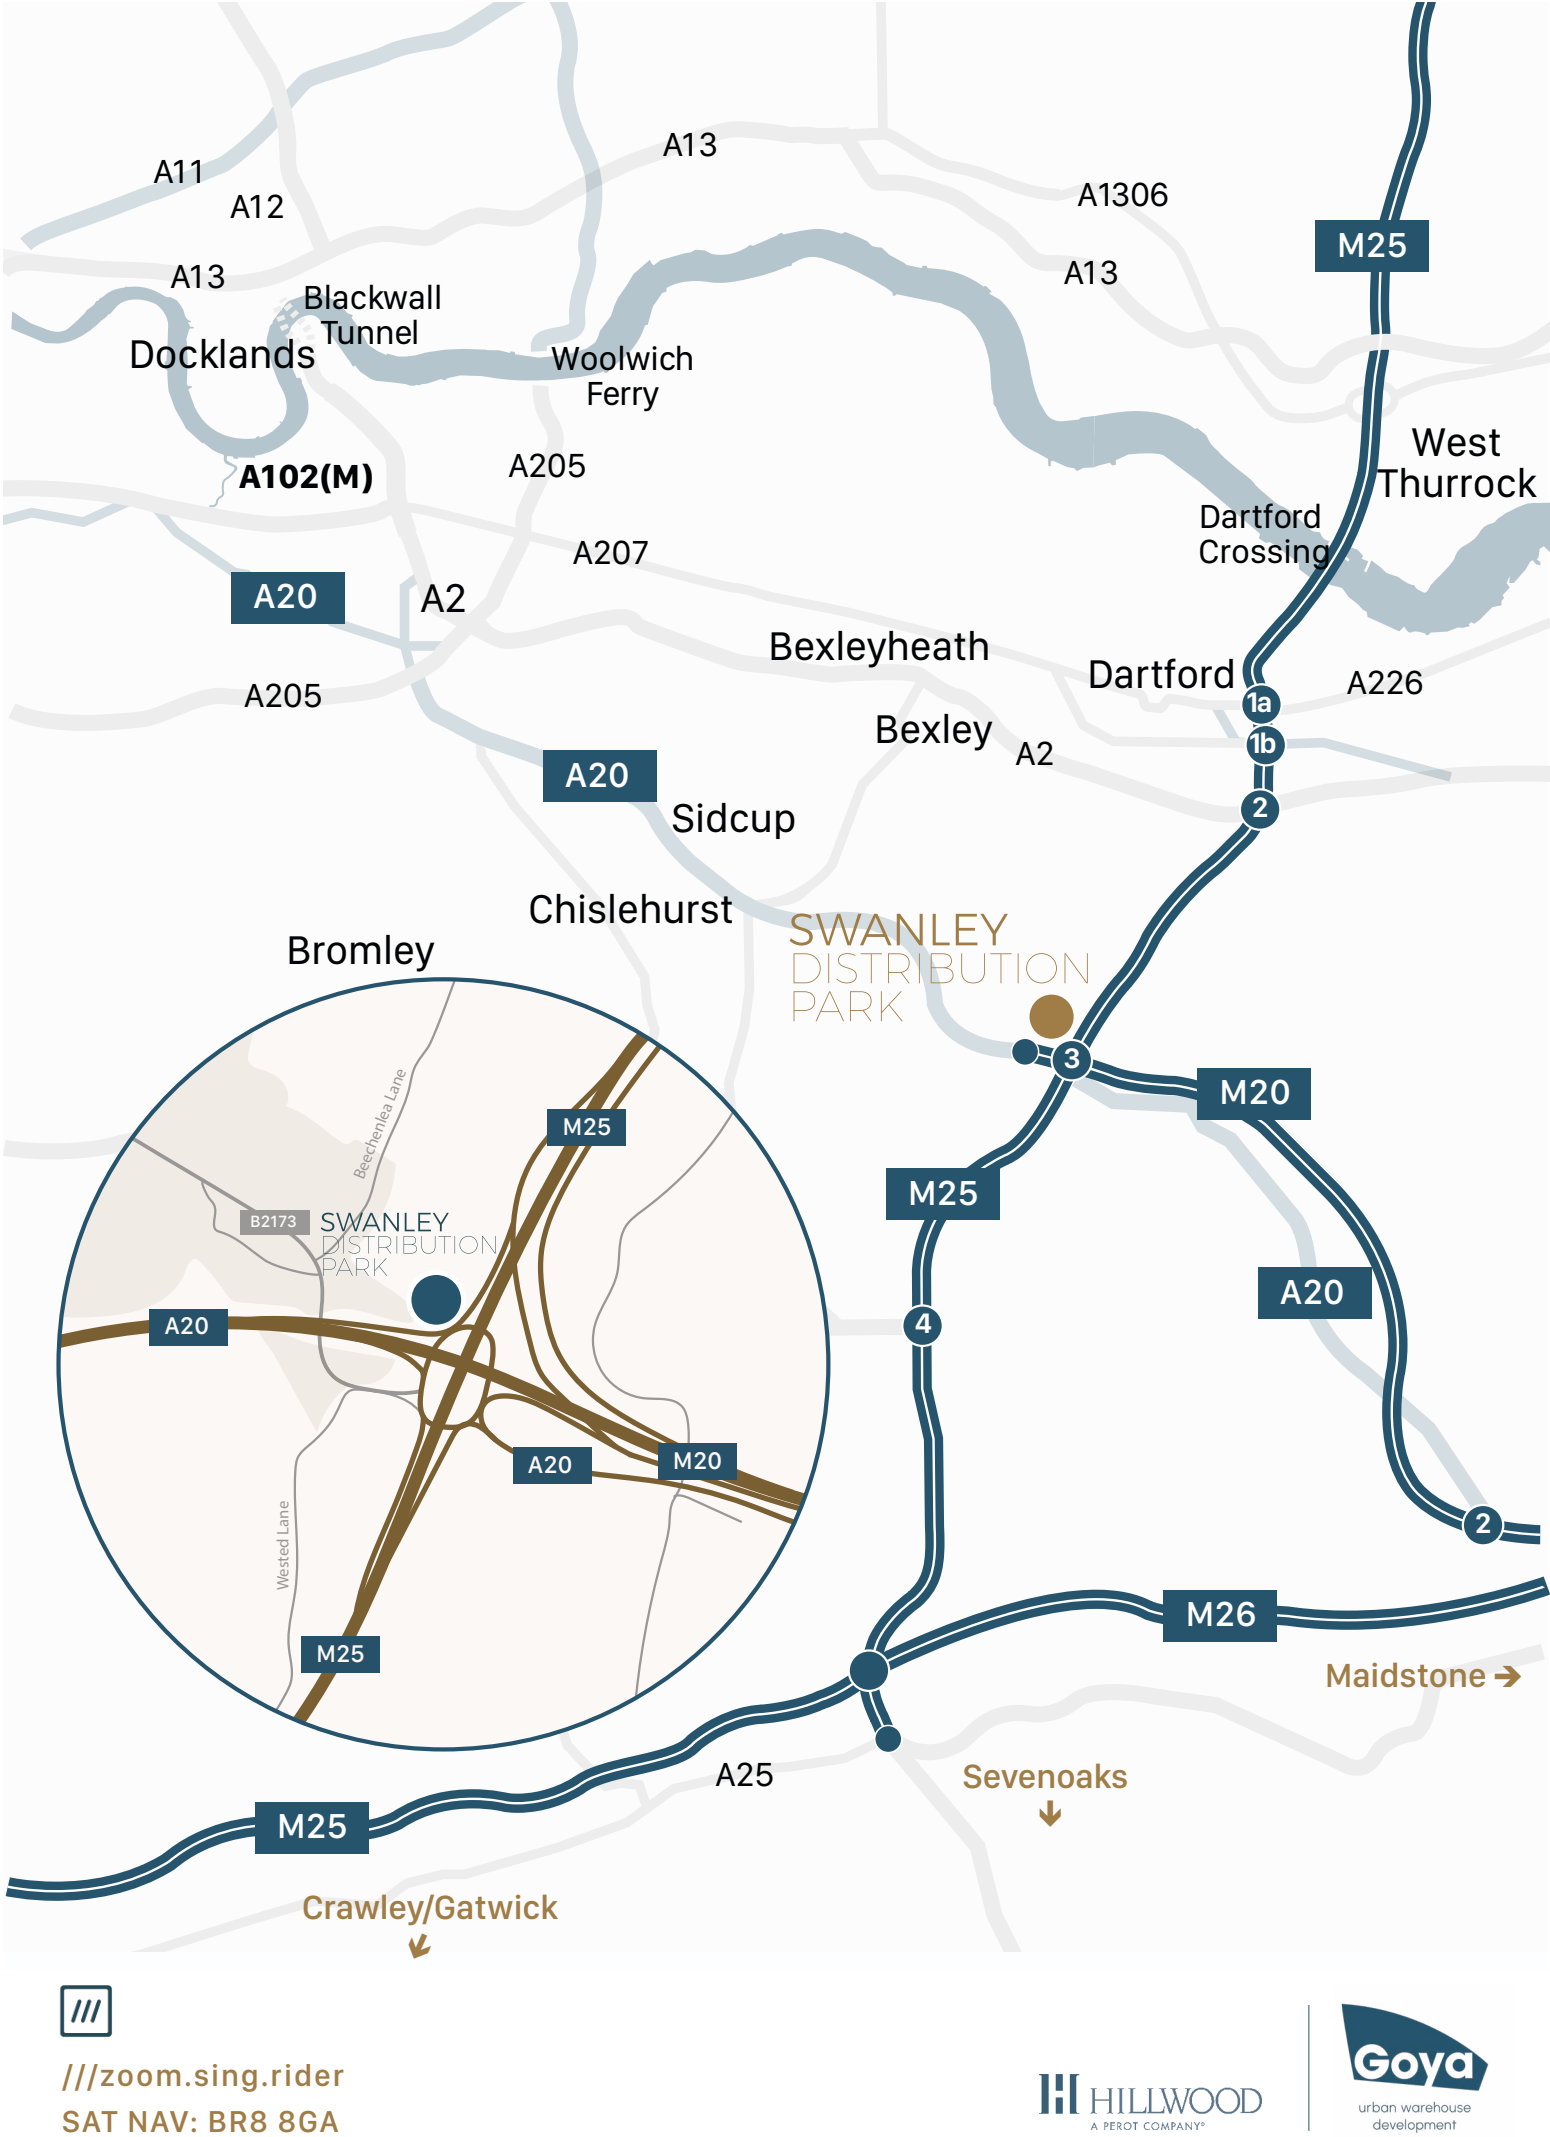 A11
A12
A13
A1306
A13
M25
A13
Blackwall
Tunnel
Docklands
Woolwich
Ferry
A102(M)
A205
West
Thurrock
Dartford
Crossing
A207
A20
A2
Bexleyheath
Dartford
A226
A205
1a
1b
Bexley
A2
A20
2
Sidcup
Chislehurst
Bromley
SWANLEY
DISTRIBUTION
PARK
3
M20
M25
A20
4
2
M26
Maidstone
A25
Sevenoaks
M25
Crawley/Gatwick
Beechenlea Lane
M25
B2173
SWANLEY
DISTRIBUTION
PARK
A20
A20
M20
Wested Lane
M25
///
///zoom.sing.rider
SAT NAV: BR8 8GA
H HILLWOOD
A PEROT COMPANY®
Goya
urban warehouse
development